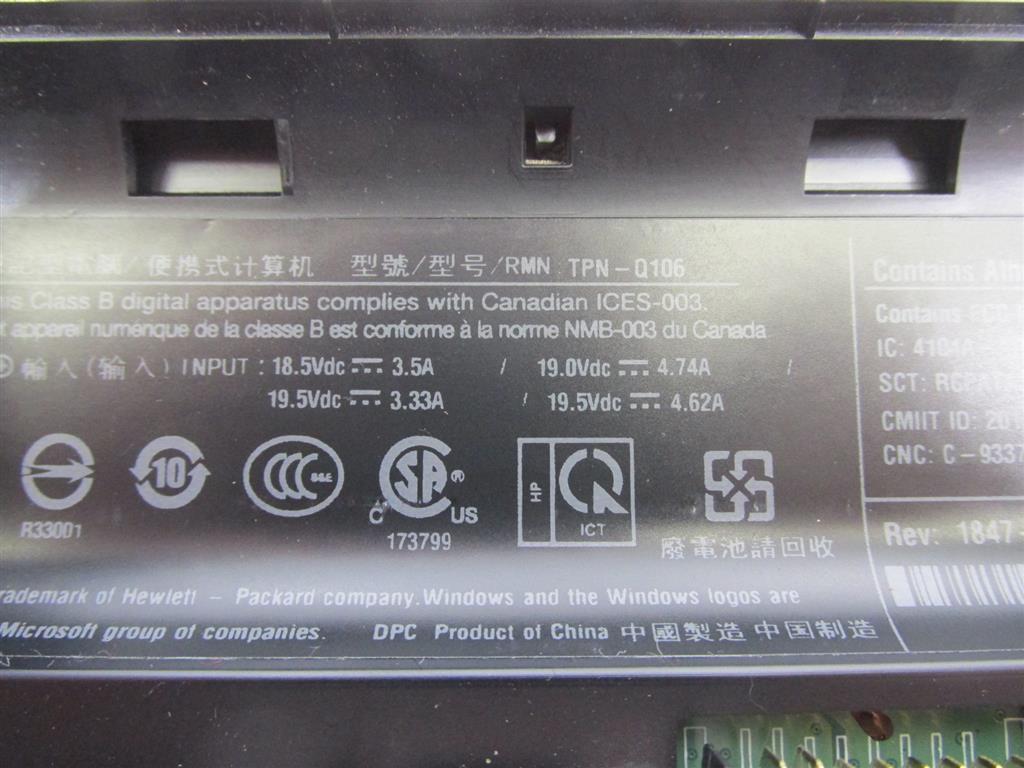 便携式计算机 型號/型号/RMN: TPN-Q106
Class B digital apparatus complies with Canadian ICES-003.
appareil numérique de la classe B est conforme à la norme NMB-003 du Canada
輸入(输入)INPUT: 18.5Vdc ⎓ 3.5A / 19.0Vdc ⎓ 4.74A /
19.5Vdc ⎓ 3.33A / 19.5Vdc ⎓ 4.62A
10
CCC
S&E
SA ®
C US
HP
ICT
R33001
173799
廢電池請回收
rademark of Hewlett - Packard company.Windows and the Windows logos are
Microsoft group of companies. DPC Product of China 中國製造 中国制造
Contains
Contains
IC:
SCT:
CMIIT ID: 201
CNC: C-9337
Rev: 1847-